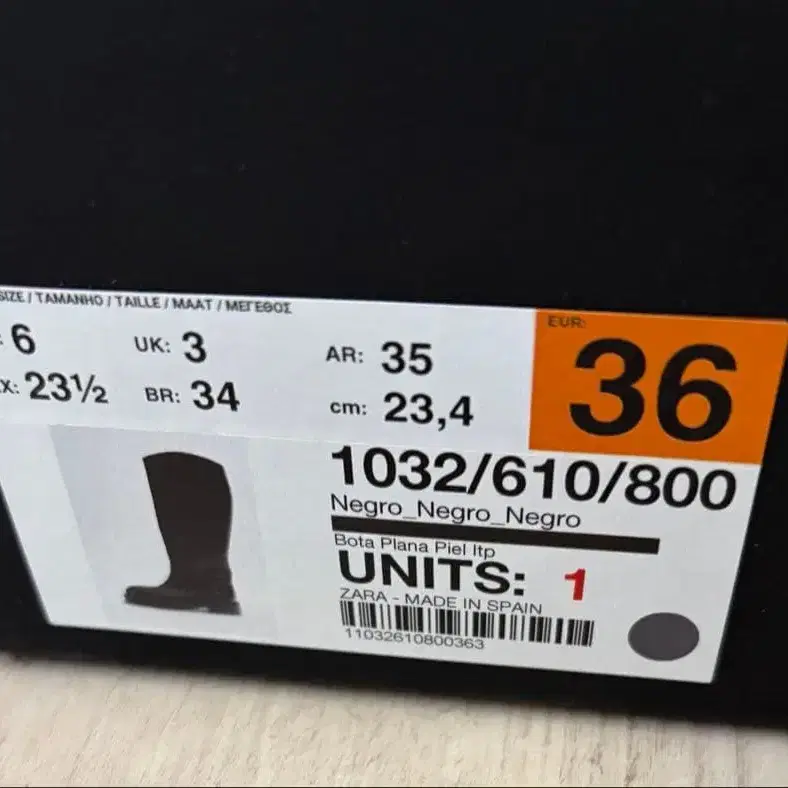 SIZE / TAMANHO / TAILLE / MAAT / ΜΕΓΕΘΟΣ
: 6 UK: 3 AR: 35
X: 23½ BR: 34 cm: 23,4
EUR:
36
1032/610/800
Negro_Negro_Negro
Bota Plana Piel Itp
UNITS: 1
ZARA - MADE IN SPAIN
11032610800363